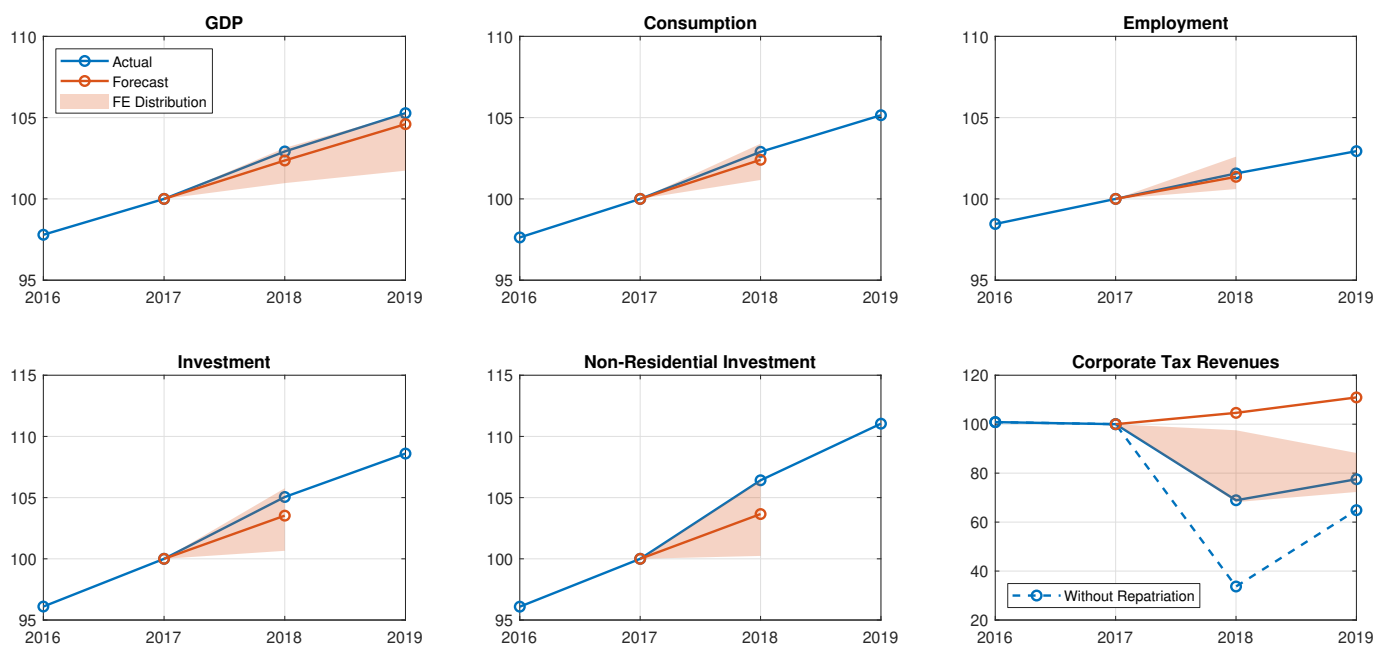 GDP
110
105
100
95
2016 2017 2018 2019
Actual
Forecast
FE Distribution
Consumption
110
105
100
95
2016 2017 2018 2019
Employment
110
105
100
95
2016 2017 2018 2019
Investment
115
110
105
100
95
2016 2017 2018 2019
Non-Residential Investment
115
110
105
100
95
2016 2017 2018 2019
Corporate Tax Revenues
120
100
80
60
40
20
2016 2017 2018 2019
Without Repatriation